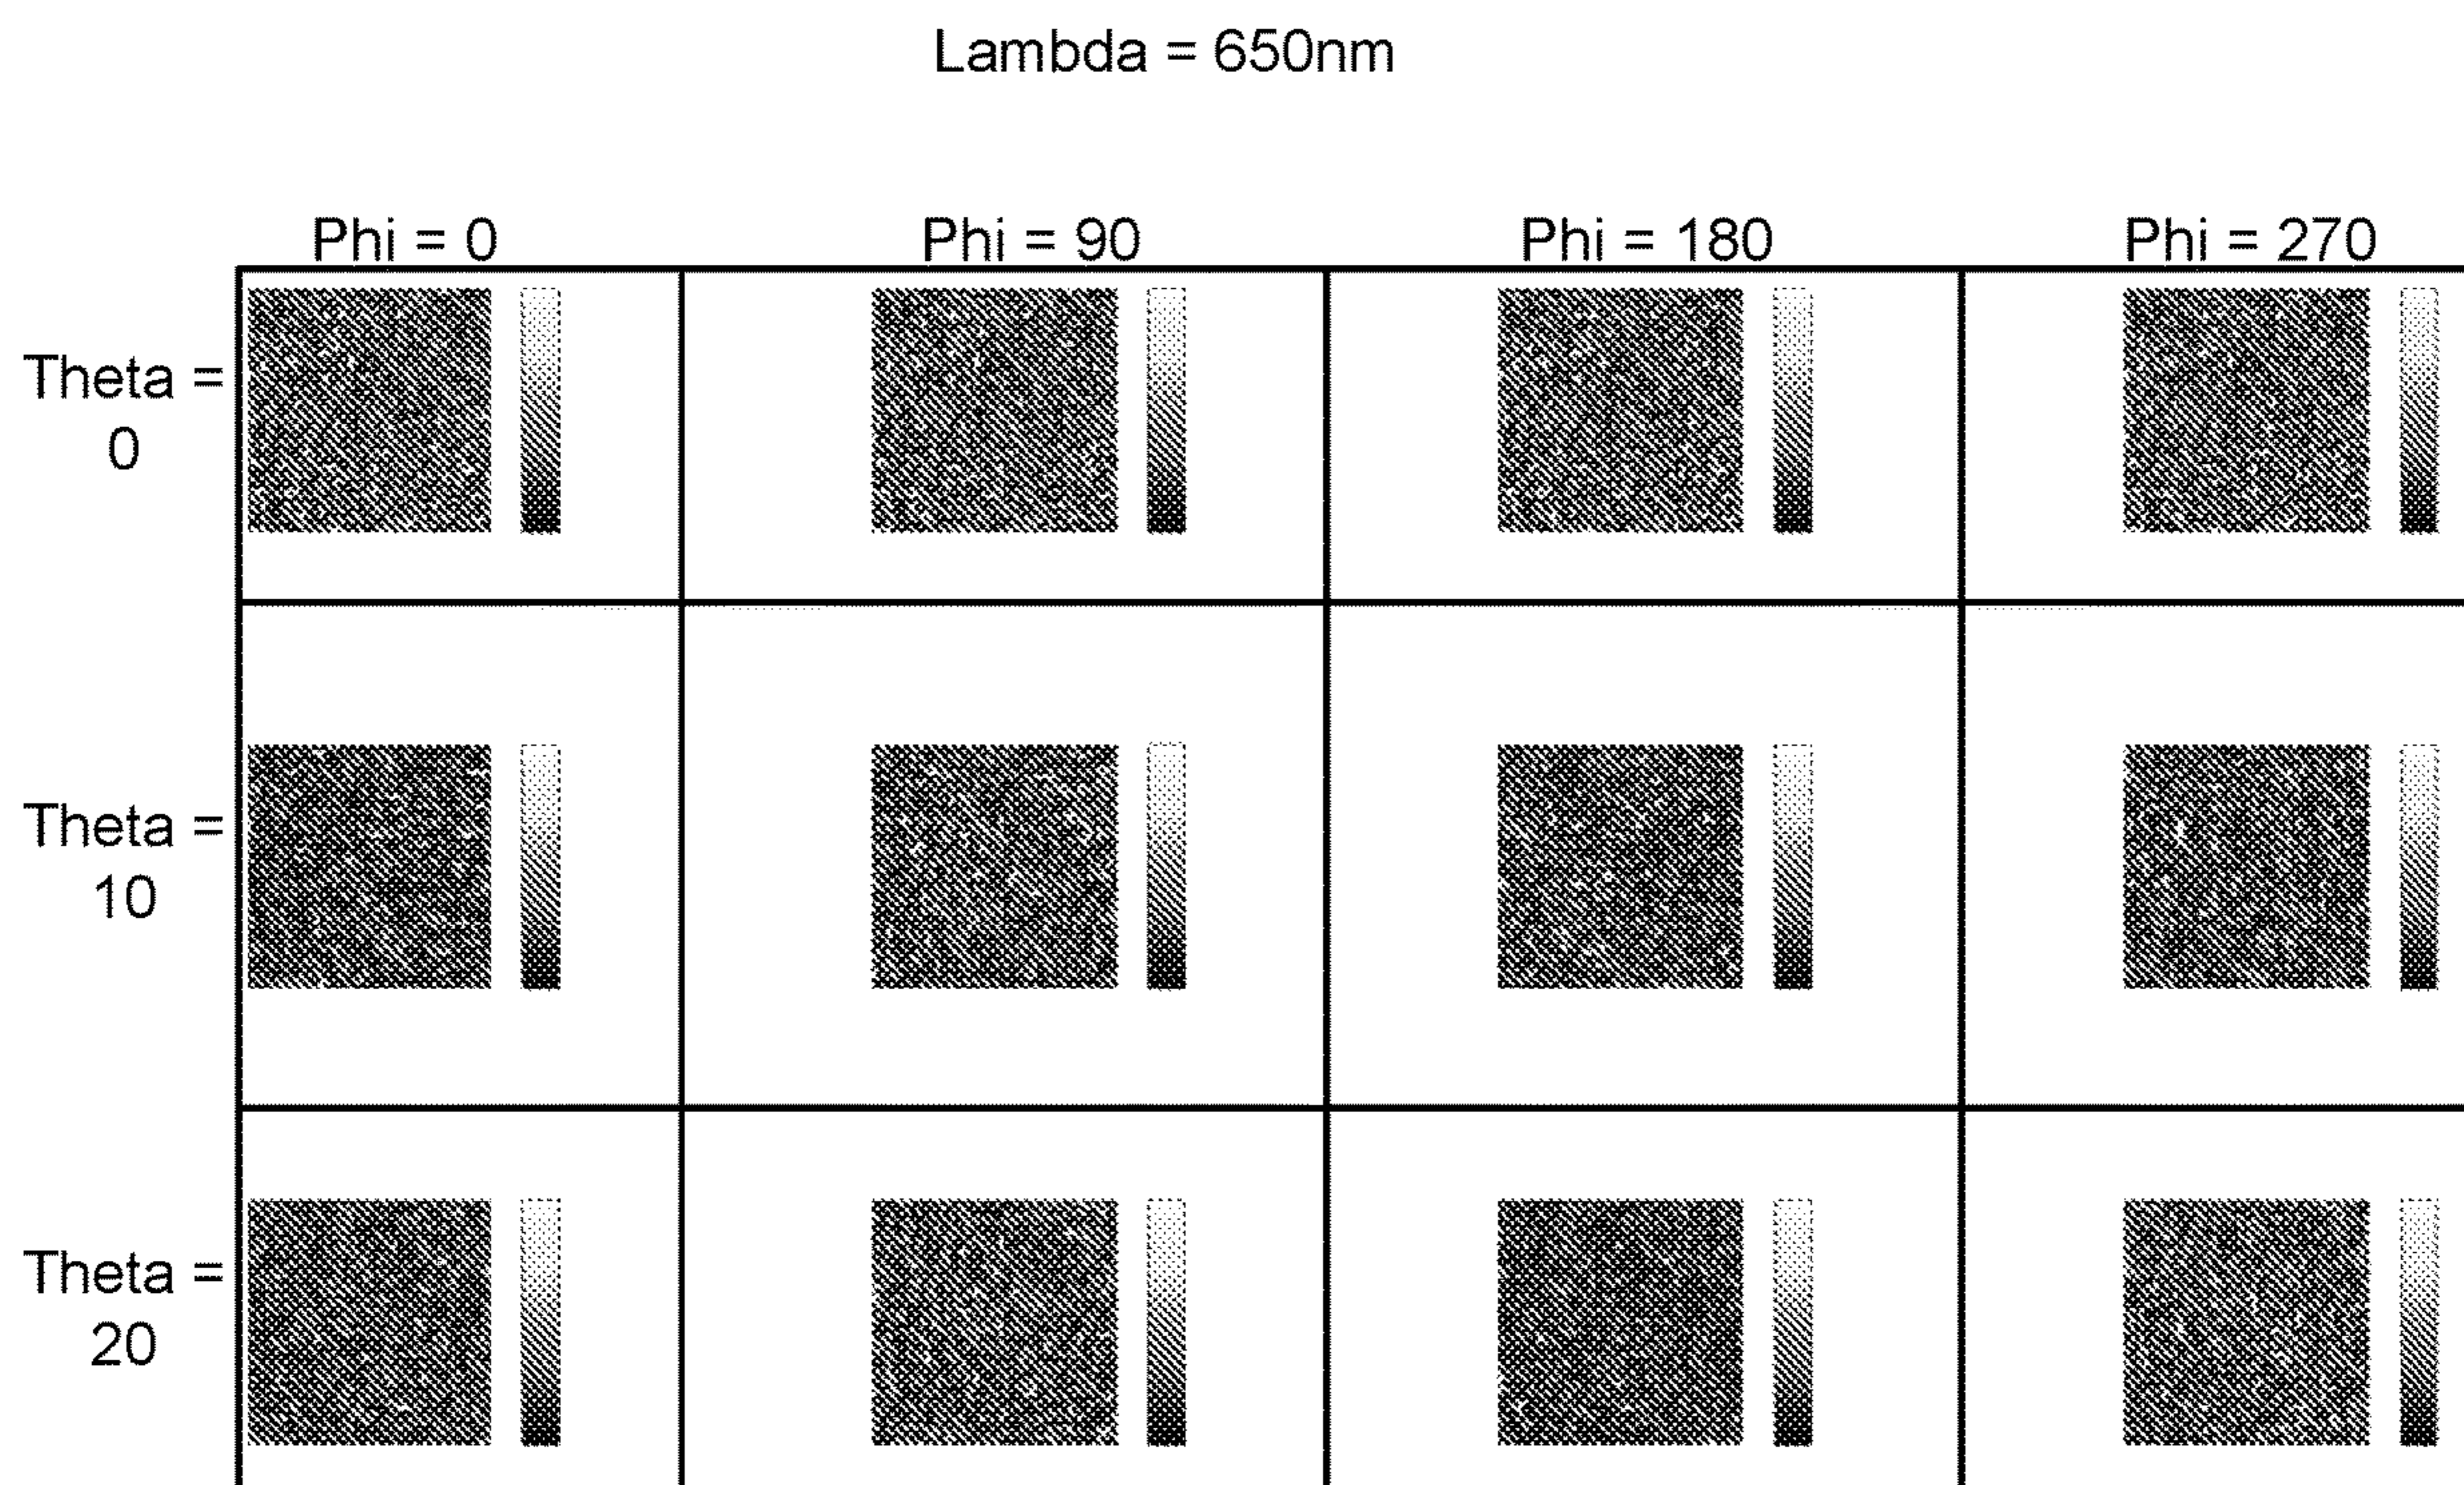 Lambda = 650nm
Phi = 0
Phi = 90
Phi = 180
Phi = 270
Theta =
0
Theta =
10
Theta =
20